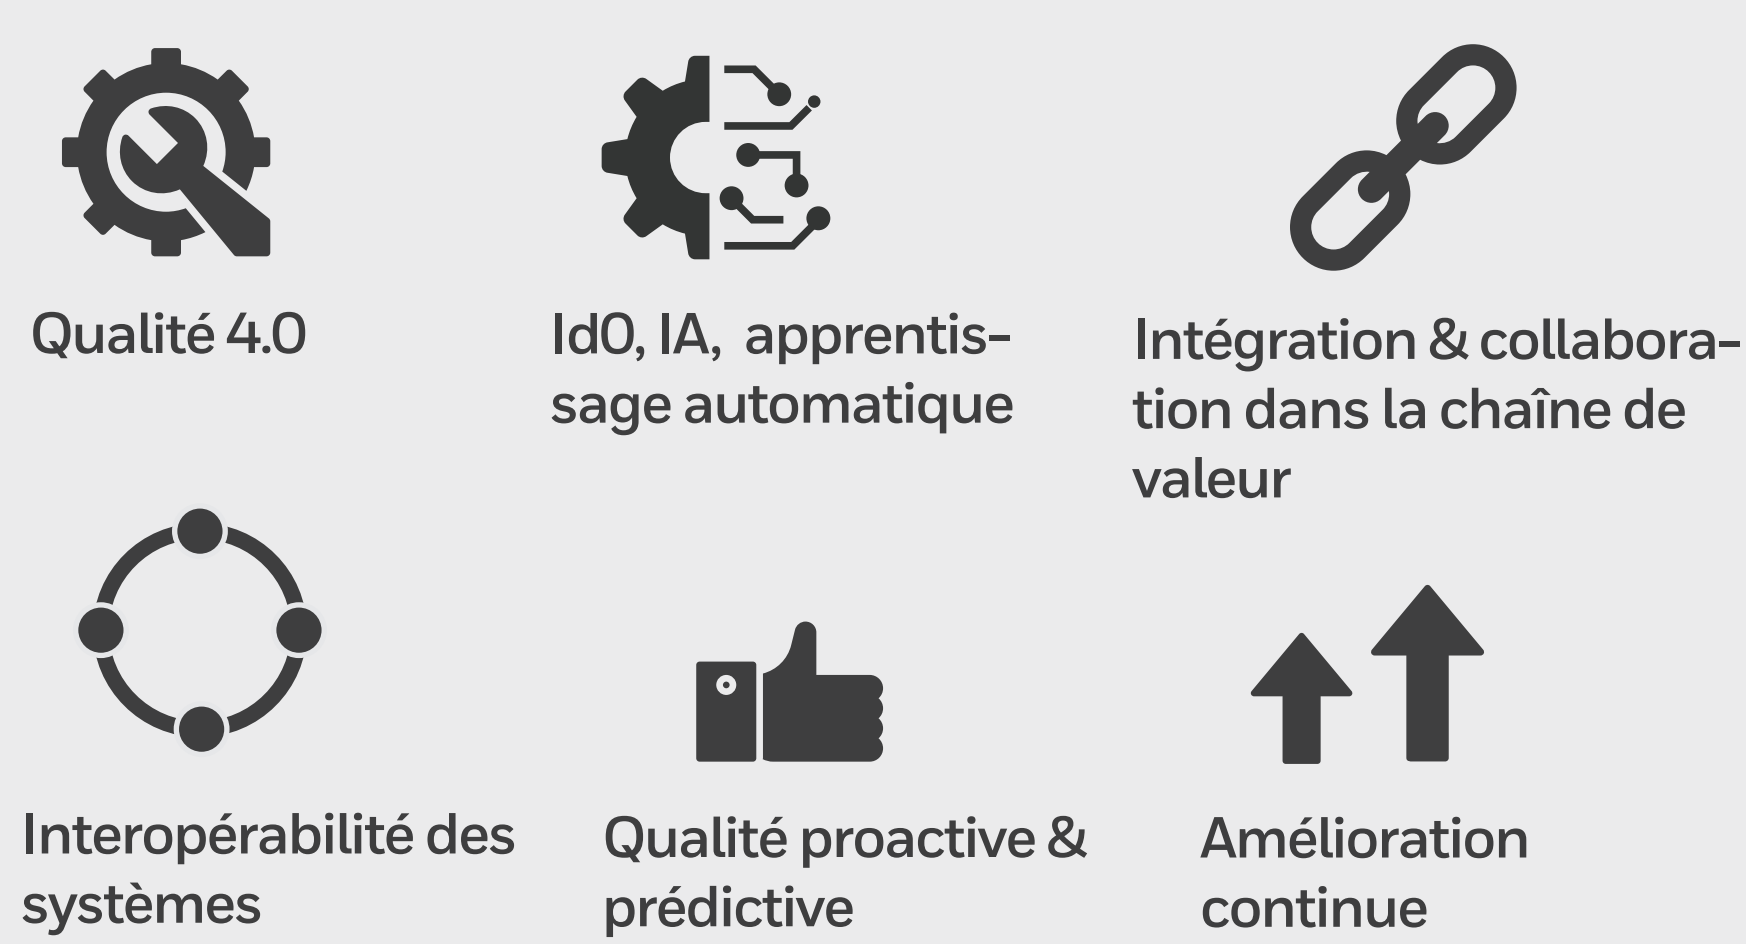 Qualité 4.0
IdO, IA, apprentis-
sage automatique
Intégration & collabora-
tion dans la chaîne de
valeur
Interopérabilité des
systèmes
Qualité proactive &
prédictive
Amélioration
continue